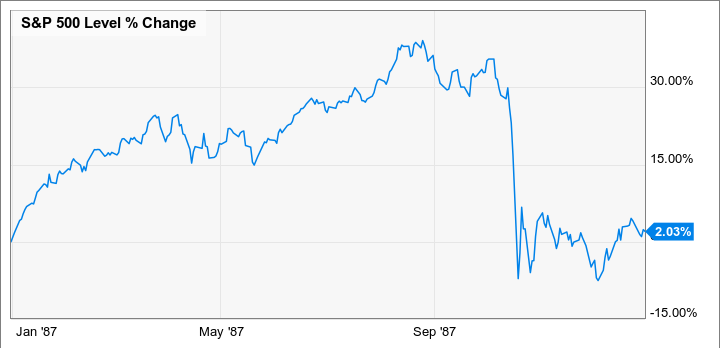 S&P 500 Level % Change
30.00%
15.00%
2.03%
-15.00%
Jan '87
May '87
Sep '87